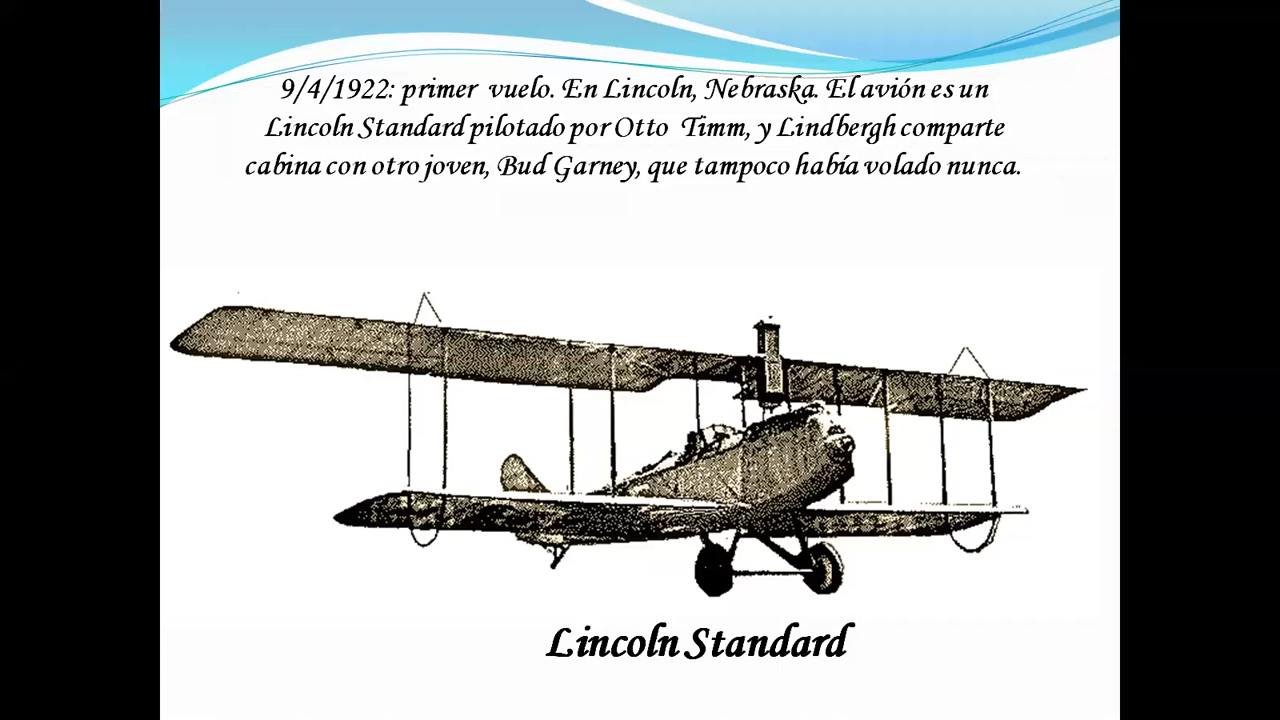 9/4/1922: primer vuelo. En Lincoln, Nebraska. El avión es un
Lincoln Standard pilotado por Otto Timm, y Lindbergh comparte
cabina con otro joven, Bud Garney, que tampoco había volado nunca.
Lincoln Standard